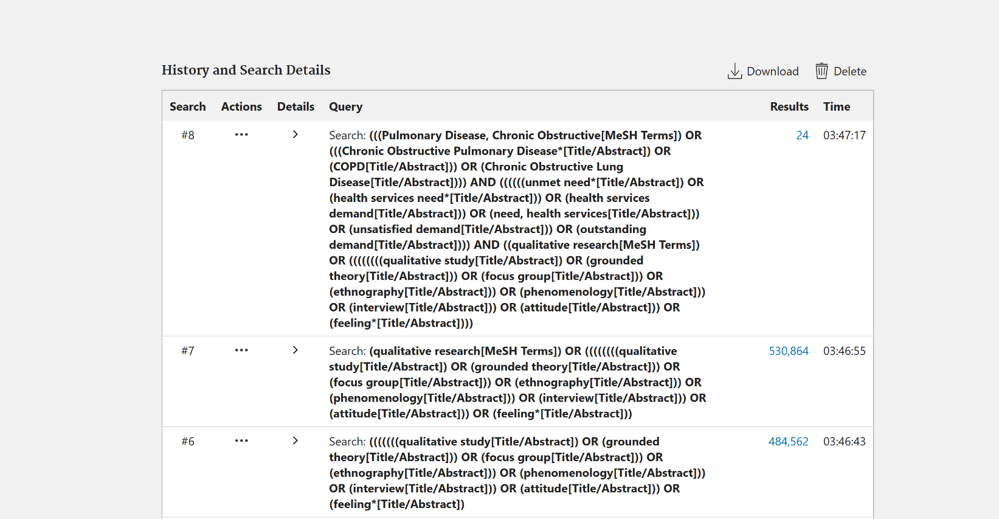 History and Search Details
Download
Delete
Search Actions Details Query Results Time
#8 ••• Search: (((Pulmonary Disease, Chronic Obstructive[MeSH Terms]) OR 24 03:47:17
(((Chronic Obstructive Pulmonary Disease*[Title/Abstract]) OR
(COPD[Title/Abstract])) OR (Chronic Obstructive Lung
Disease[Title/Abstract]))) AND ((((((unmet need*[Title/Abstract]) OR
(health services need*[Title/Abstract])) OR (health services
demand[Title/Abstract])) OR (need, health services[Title/Abstract]))
OR (unsatisfied demand[Title/Abstract])) OR (outstanding
demand[Title/Abstract]))) AND ((qualitative research[MeSH Terms])
OR ((((((((qualitative study[Title/Abstract]) OR (grounded
theory[Title/Abstract])) OR (focus group[Title/Abstract])) OR
(ethnography[Title/Abstract])) OR (phenomenology[Title/Abstract]))
OR (interview[Title/Abstract])) OR (attitude[Title/Abstract])) OR
(feeling*[Title/Abstract])))
#7 ••• Search: (qualitative research[MeSH Terms]) OR ((((((((qualitative 530,864 03:46:55
study[Title/Abstract]) OR (grounded theory[Title/Abstract])) OR
(focus group[Title/Abstract])) OR (ethnography[Title/Abstract])) OR
(phenomenology[Title/Abstract])) OR (interview[Title/Abstract])) OR
(attitude[Title/Abstract])) OR (feeling*[Title/Abstract]))
#6 ••• Search: (((((((qualitative study[Title/Abstract]) OR (grounded 484,562 03:46:43
theory[Title/Abstract])) OR (focus group[Title/Abstract])) OR
(ethnography[Title/Abstract])) OR (phenomenology[Title/Abstract]))
OR (interview[Title/Abstract])) OR (attitude[Title/Abstract])) OR
(feeling*[Title/Abstract])